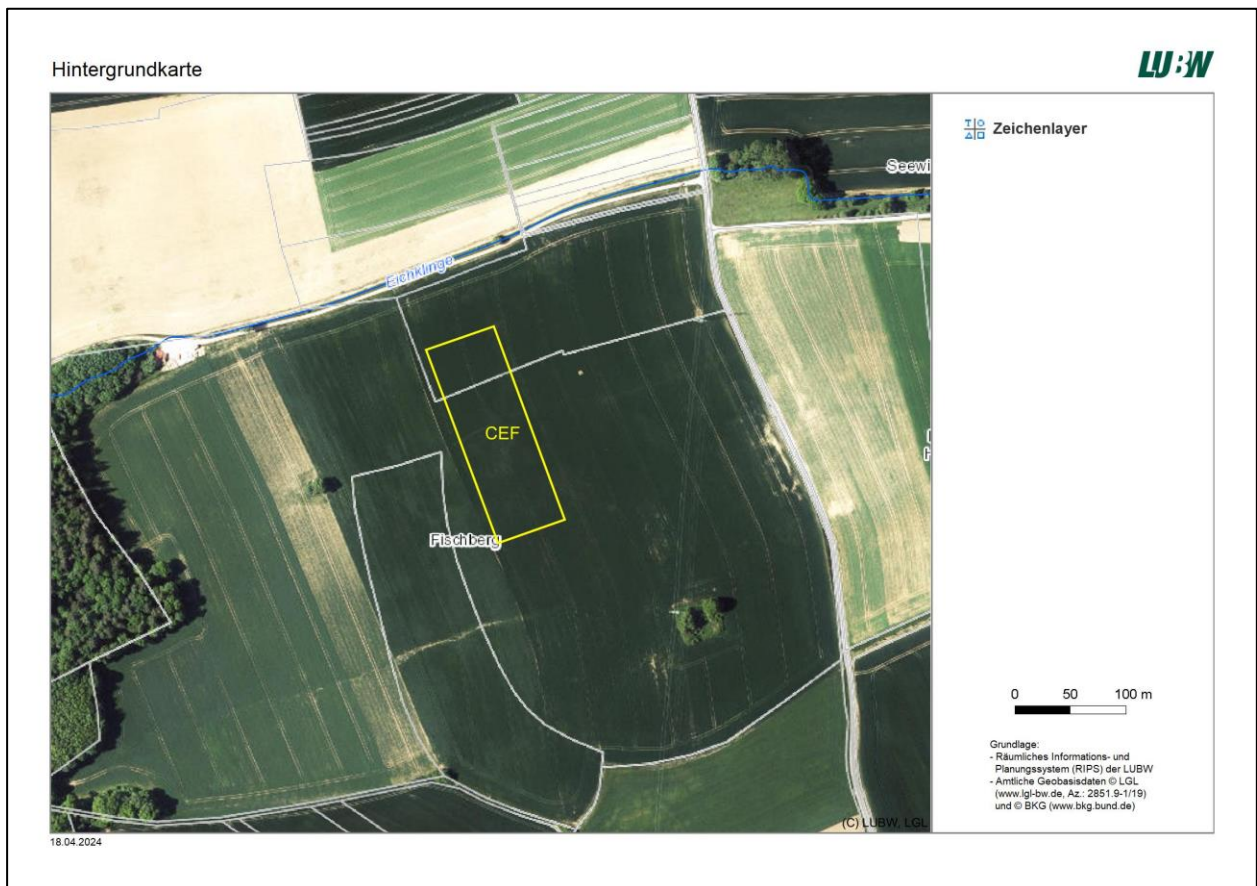 Hintergrundkarte
LUBW
Zeichenlayer
Seewi
Eichklinge
CEF
Fischberg
0 50 100 m
Grundlage:
- Räumliches Informations- und
Planungssystem (RIPS) der LUBW
- Amtliche Geobasisdaten © LGL
(www.lgl-bw.de, Az.: 2851.9-1/19)
und © BKG (www.bkg.bund.de)
(C) LUBW, LGL
18.04.2024